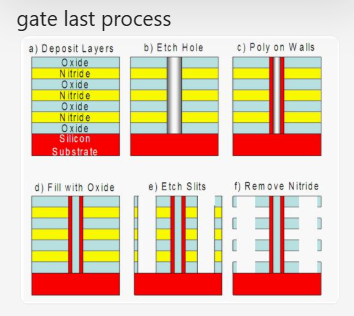 gate last process
a) Deposit Layers
b) Etch Hole
c) Poly on Walls
Oxide
Nitride
Oxide
Nitride
Oxide
Nitride
Oxide
Silicon
Substrate
d) Fill with Oxide
e) Etch Slits
f) Remove Nitride